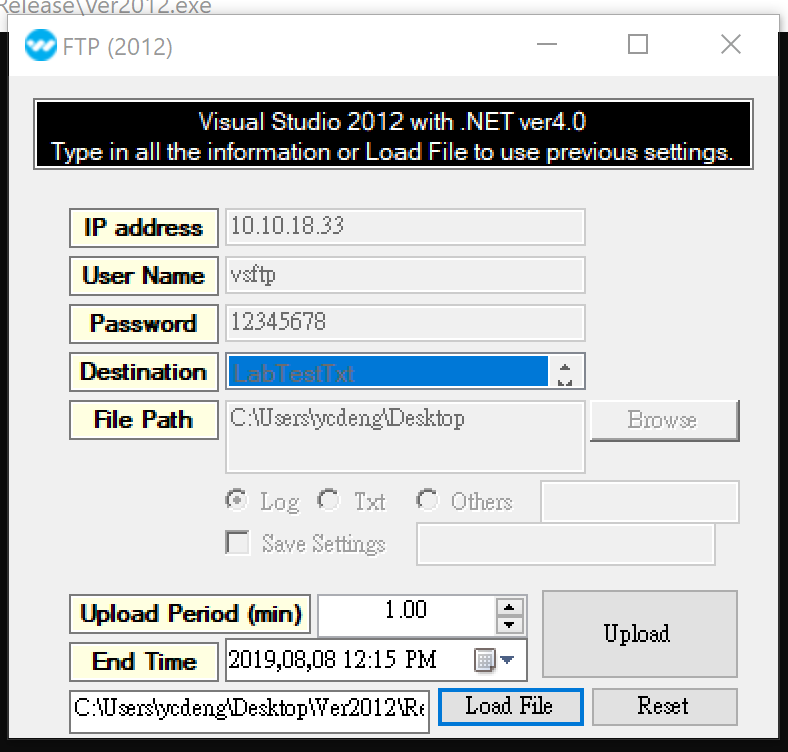 Release\Ver2012.exe
FTP (2012)
Visual Studio 2012 with .NET ver4.0
Type in all the information or Load File to use previous settings.
IP address 10.10.18.33
User Name vsftp
Password 12345678
Destination LabTestTxt
File Path C:\Users\ycdeng\Desktop Browse
Log Txt Others
Save Settings
Upload Period (min) 1.00 Upload
End Time 2019,08,08 12:15 PM
C:\Users\ycdeng\Desktop\Ver2012\Re Load File Reset